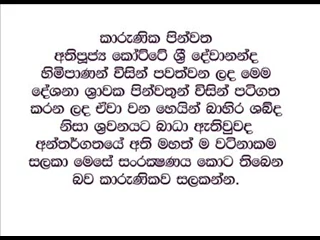 කාරුණික පින්වත
අතිපූජ්‍ය කෝට්ටේ ශ්‍රී දේවානන්ද
හිමිපාණන් විසින් පවත්වන ලද මෙම
දේශනා ශ්‍රාවක පින්වතුන් විසින් පටිගත
කරන ලද ඒවා වන හෙයින් බාහිර ශබ්ද
නිසා ශ්‍රවනයට බාධා ඇතිවුවද
අන්තර්ගතයේ අති මහත් ම වටිනාකම
සලකා මෙසේ සංරක්‍ෂණය කොට තිබෙන
බව කාරුණිකව සලකන්න.